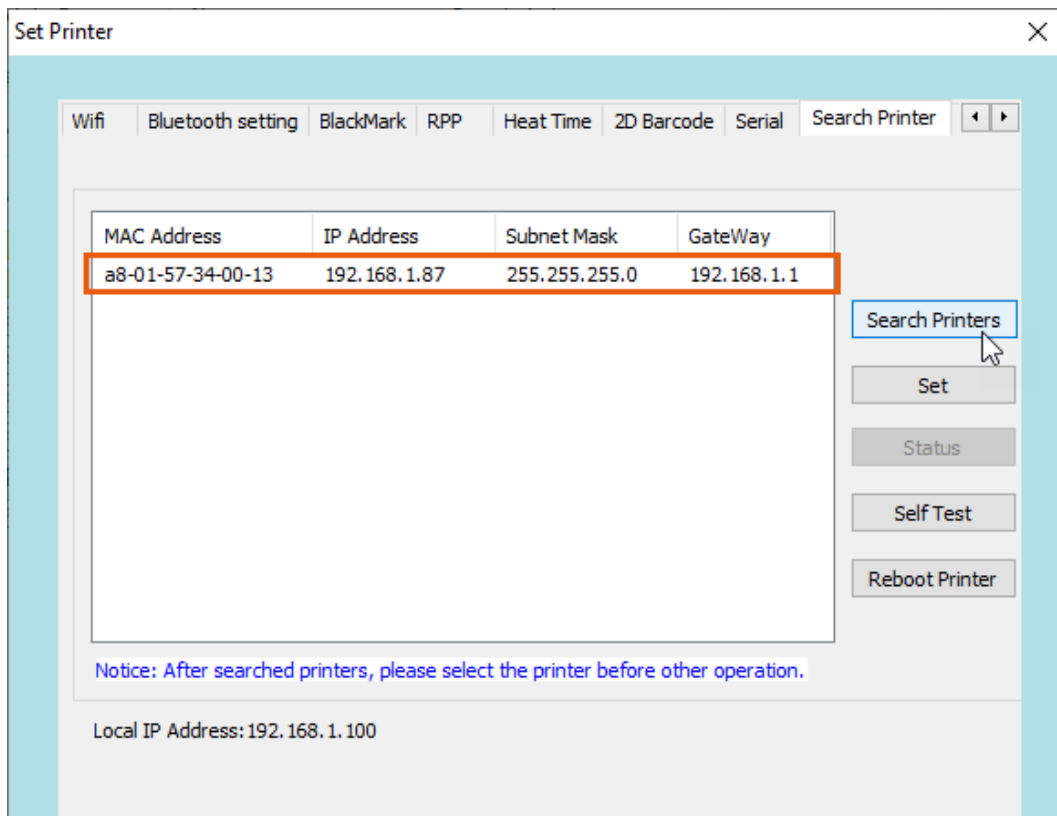 Set Printer
Wifi Bluetooth setting BlackMark RPP Heat Time 2D Barcode Serial Search Printer
MAC Address IP Address Subnet Mask GateWay
a8-01-57-34-00-13 192.168.1.87 255.255.255.0 192.168.1.1
Search Printers
Set
Status
Self Test
Reboot Printer
Notice: After searched printers, please select the printer before other operation.
Local IP Address:192.168.1.100